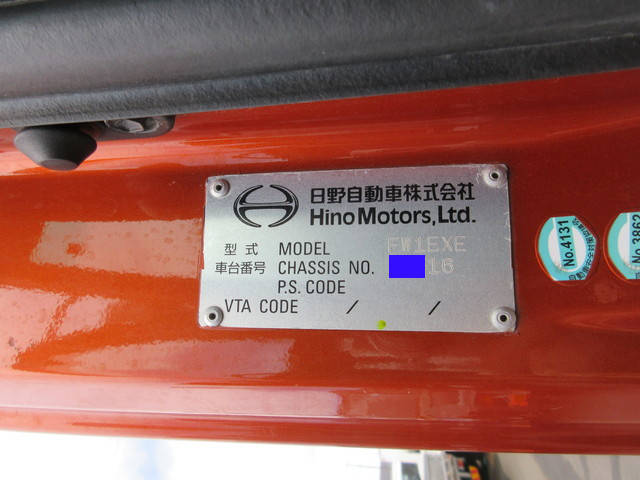 日野自動車株式会社
Hino Motors, Ltd.
型式 MODEL FW1EXE
車台番号 CHASSIS NO. 16
P.S. CODE
VTA CODE / /
No.4131
No.3862